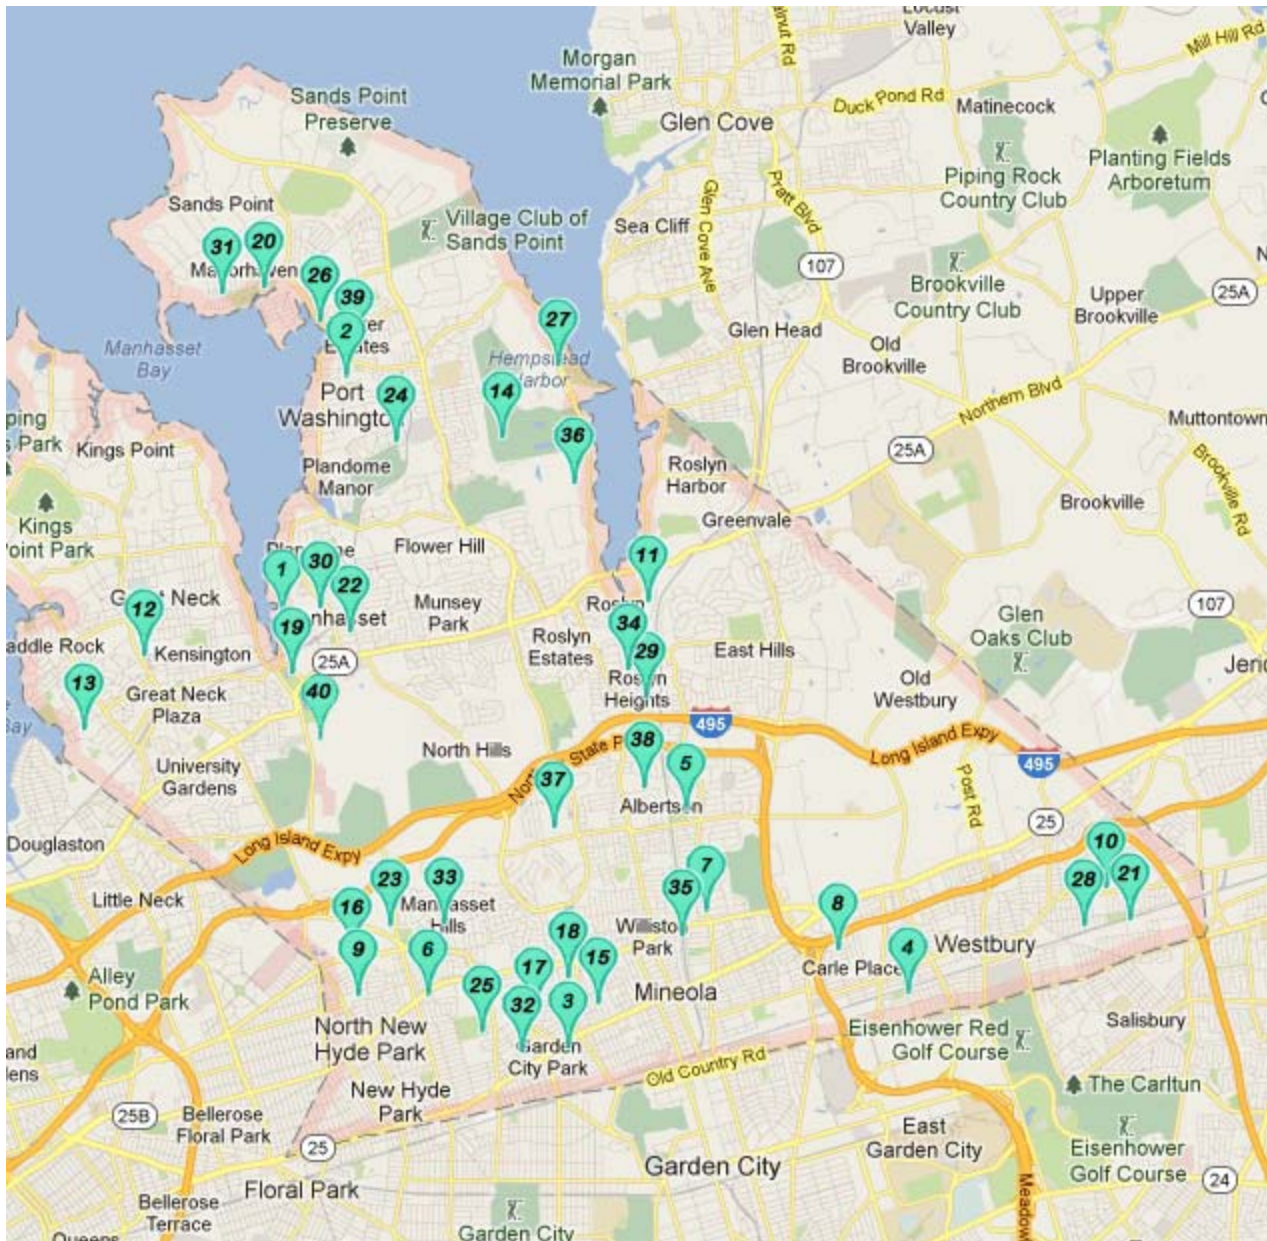 Locust
Valley
Mill Hill Rd
Morgan
Memorial Park
Sands Point
Preserve
Duck Pond Rd
Matinecock
Glen Cove
Planting Fields
Arboretum
Piping Rock
Country Club
Pratt Blvd
Glen Cove Ave
Sands Point
Village Club of
Sands Point
Sea Cliff
31
20
26
39
2
107
Brookville
Country Club
Upper
Brookville
25A
27
Manhasset
Bay
Glen Head
Old
Brookville
Hempstead
Harbor
14
24
Port
Washington
Northern Blvd
Muttontown
Kings Point
36
25A
Brookville Rd
Plandome
Manor
Roslyn
Harbor
Brookville
Kings
Point Park
Greenvale
Flower Hill
1
30
22
11
12
19
Munsey
Park
Roslyn
107
Glen
Oaks Club
34
29
Roslyn
Estates
East Hills
Kensington
25A
13
Great Neck
Plaza
40
Roslyn
Heights
Old
Westbury
495
North Hills
38
5
Long Island Expy
495
University
Gardens
37
Albertson
Post Rd
25
Douglaston
Long Island Expy
10
Little Neck
23
33
Manhasset
Hills
16
7
35
28
21
8
9
6
18
Williston
Park
4
Westbury
Carle Place
Alley
Pond Park
25
17
15
Mineola
32
3
North New
Hyde Park
Garden
City Park
Eisenhower Red
Golf Course
Salisbury
Old Country Rd
The Carltun
New Hyde
Park
25B
Bellerose
Floral Park
25
East
Garden City
Eisenhower
Golf Course
Garden City
24
Floral Park
Bellerose
Terrace
Garden City